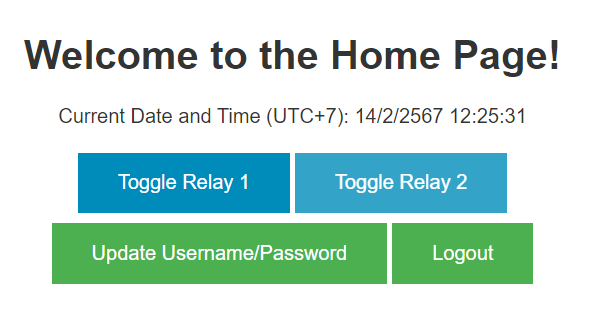 Welcome to the Home Page!
Current Date and Time (UTC+7): 14/2/2567 12:25:31
Toggle Relay 1 Toggle Relay 2
Update Username/Password Logout